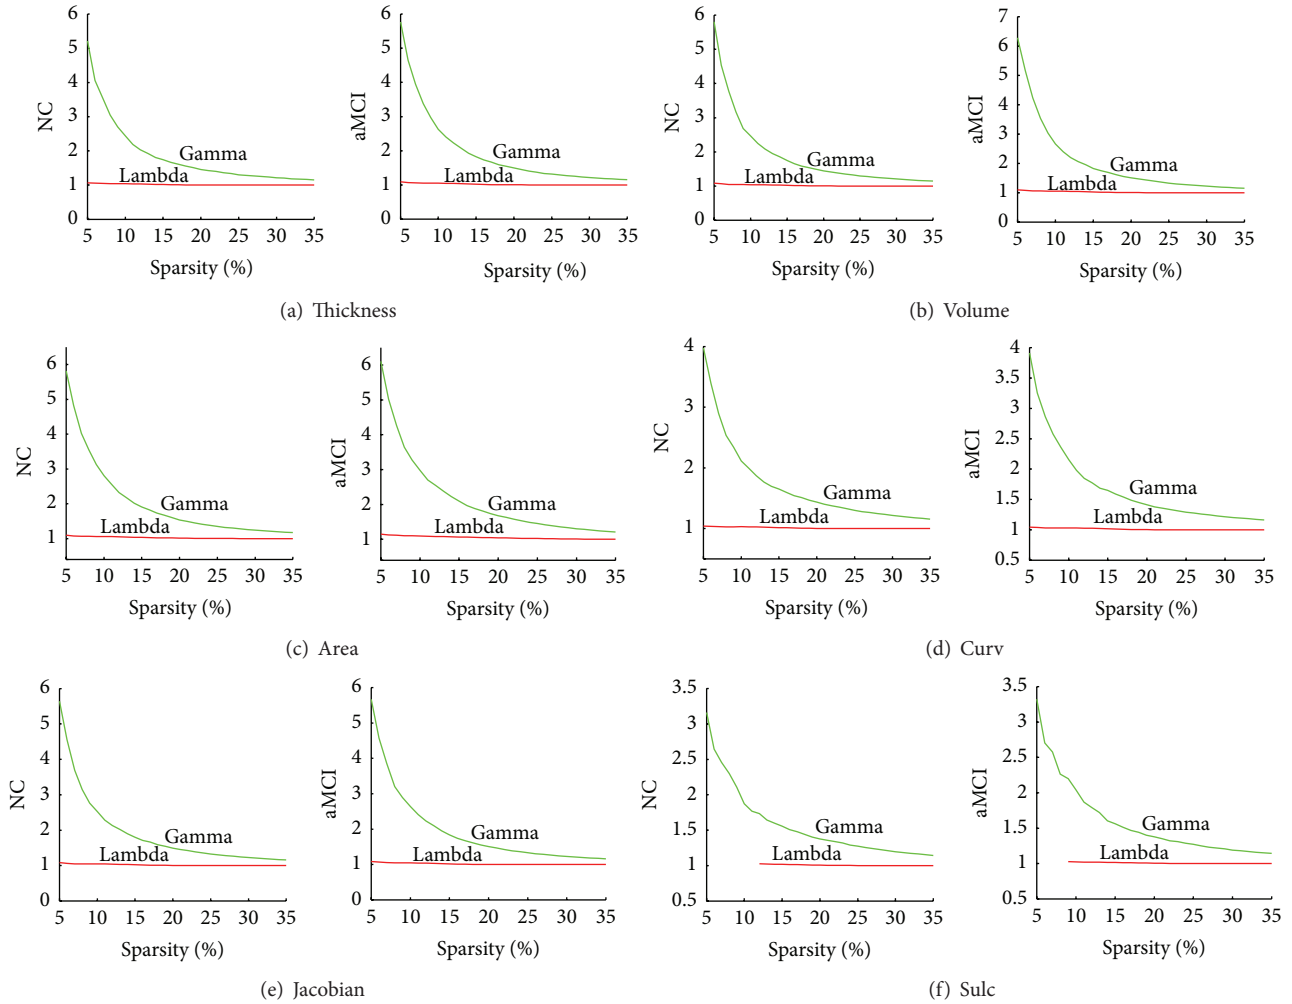 6
5
4
3
2
1
0
NC
Gamma
Lambda
5 10 15 20 25 30 35
Sparsity (%)
6
5
4
3
2
1
0
aMCI
Gamma
Lambda
5 10 15 20 25 30 35
Sparsity (%)
(a) Thickness
6
5
4
3
2
1
0
NC
Gamma
Lambda
5 10 15 20 25 30 35
Sparsity (%)
7
6
5
4
3
2
1
0
aMCI
Gamma
Lambda
5 10 15 20 25 30 35
Sparsity (%)
(b) Volume
6
5
4
3
2
1
NC
Gamma
Lambda
5 10 15 20 25 30 35
Sparsity (%)
6
5
4
3
2
1
aMCI
Gamma
Lambda
5 10 15 20 25 30 35
Sparsity (%)
(c) Area
4
3
2
1
NC
Gamma
Lambda
5 10 15 20 25 30 35
Sparsity (%)
4
3.5
3
2.5
2
1.5
1
0.5
aMCI
Gamma
Lambda
5 10 15 20 25 30 35
Sparsity (%)
(d) Curv
6
5
4
3
2
1
0
NC
Gamma
Lambda
5 10 15 20 25 30 35
Sparsity (%)
6
5
4
3
2
1
0
aMCI
Gamma
Lambda
5 10 15 20 25 30 35
Sparsity (%)
(e) Jacobian
3.5
3
2.5
2
1.5
1
0.5
NC
Gamma
Lambda
5 10 15 20 25 30 35
Sparsity (%)
3.5
3
2.5
2
1.5
1
0.5
aMCI
Gamma
Lambda
5 10 15 20 25 30 35
Sparsity (%)
(f) Sulc